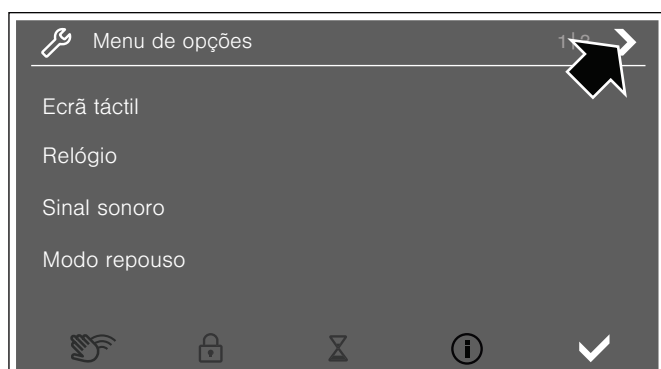 Menu de opções
Ecrã táctil
Relógio
Sinal sonoro
Modo repouso